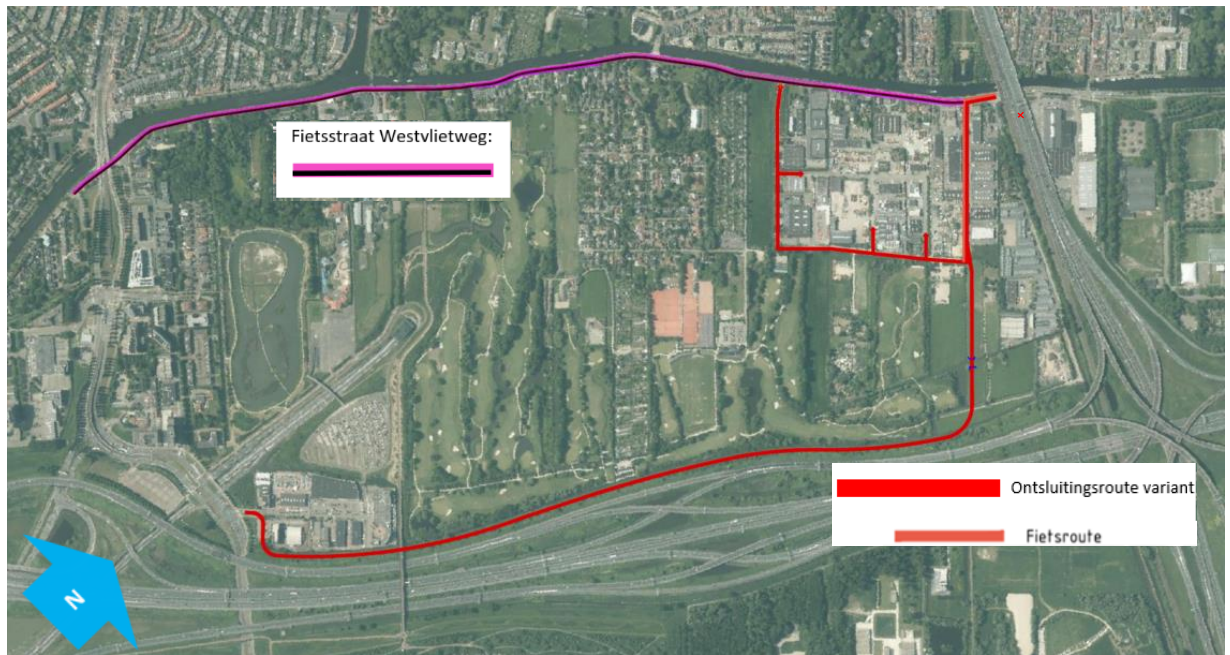 Fietsstraat Westvlietweg:
Ontsluitingsroute variant
Fietsroute
N